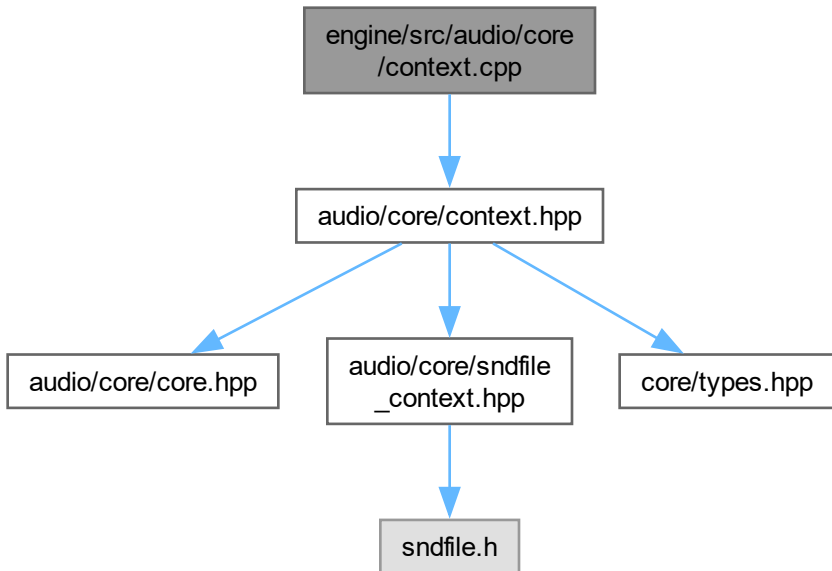 engine/src/audio/core
/context.cpp
audio/core/context.hpp
audio/core/core.hpp
audio/core/sndfile
_context.hpp
core/types.hpp
sndfile.h